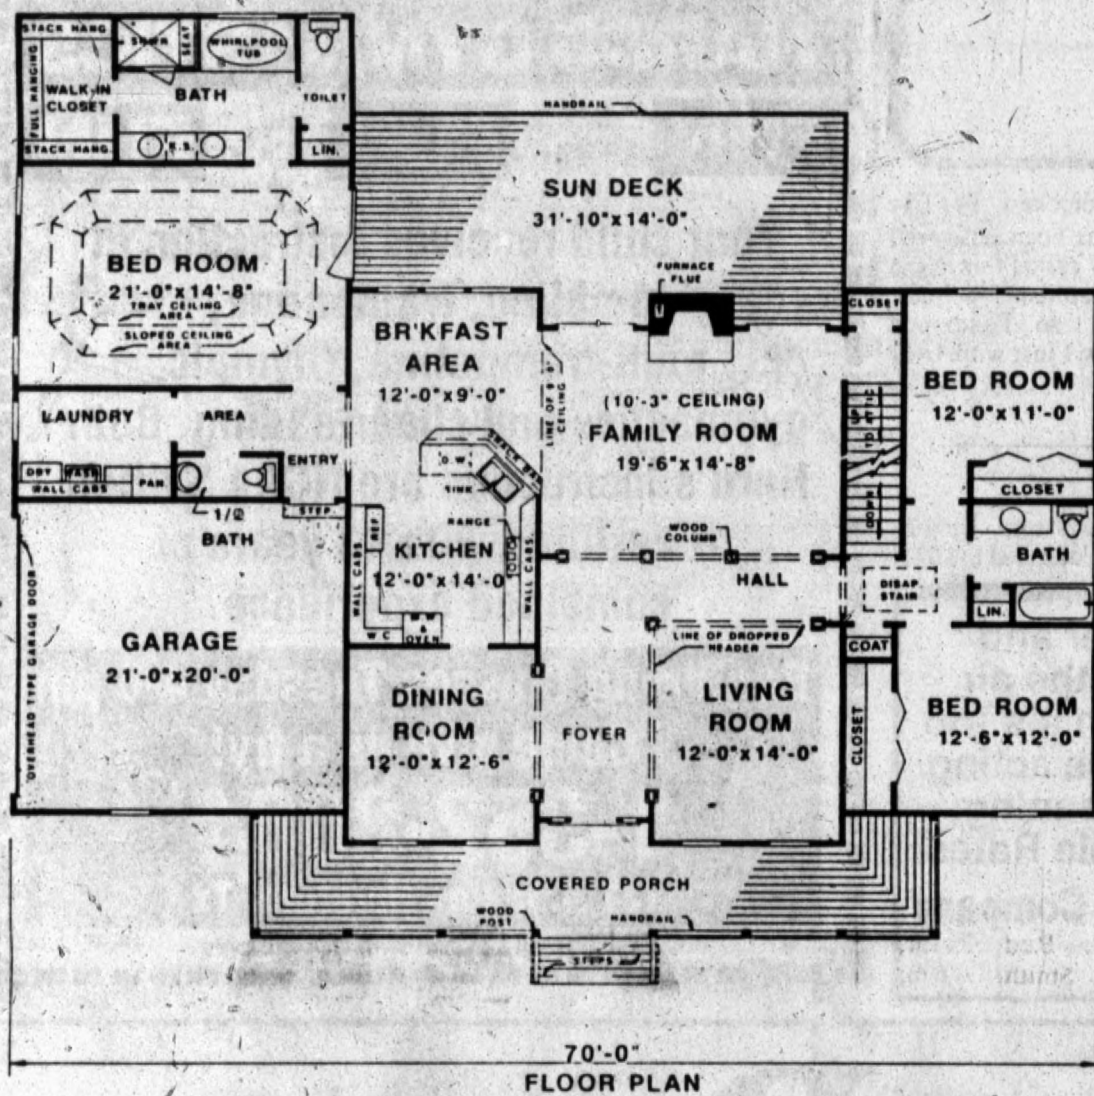 STACK HANG
SEAT
WHIRLPOOL
TUB
FULL HANGING
WALK-IN
CLOSET
BATH
TOILET
STACK HANG.
K.S.
LIN.
HANDRAIL
SUN DECK
31'-10"x14'-0"
BED ROOM
21'-0"x14'-8"
TRAY CEILING
AREA
SLOPED CEILING
AREA
FURNACE
FLUE
BR'KFAST
AREA
12'-0"x9'-0"
CLOSET
BED ROOM
12'-0"x11'-0"
CLOSET
(10'-3" CEILING)
FAMILY ROOM
19'-6"x14'-8"
LAUNDRY
AREA
ENTRY
DRY
WASH
WALL CABS
PAN
STEP
1/2
BATH
D.W.
SINK
RANGE
REF
KITCHEN
12'-0"x14'-0
WALL CABS
WALL CABS.
W C
OVEN
WOOD
COLUMN
HALL
DOWN
DISAP.
STAIR
BATH
LIN.
COAT
LINE OF DROPPED
HEADER
OVERHEAD TYPE GARAGE DOOR
GARAGE
21'-0"x20'-0"
DINING
ROOM
12'-0"x12'-6"
FOYER
LIVING
ROOM
12'-0"x14'-0"
CLOSET
BED ROOM
12'-6"x12'-0"
COVERED PORCH
WOOD
POST
HANDRAIL
STEPS
70'-0"
FLOOR PLAN